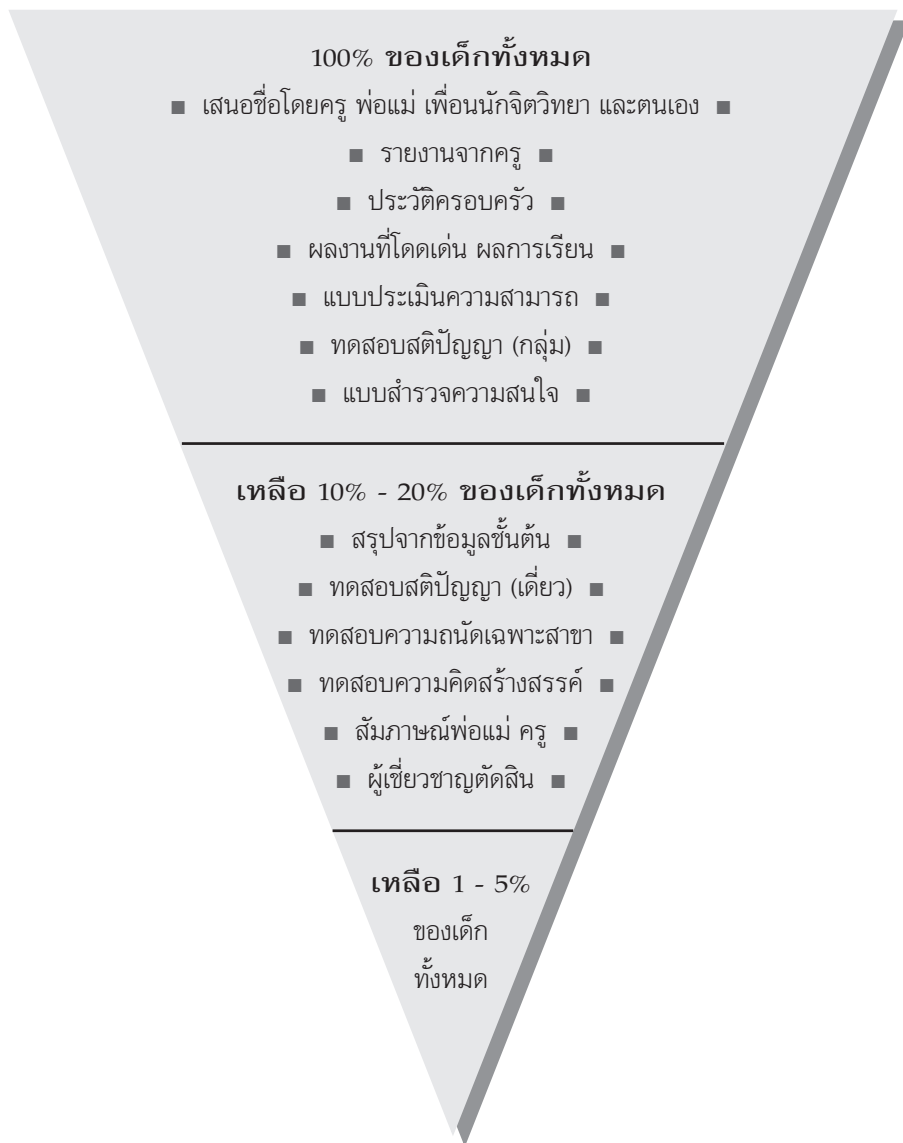 100% ของเด็กทั้งหมด
■ เสนอชื่อโดยครู พ่อแม่ เพื่อนนักจิตวิทยา และตนเอง ■
■ รายงานจากครู ■
■ ประวัติครอบครัว ■
■ ผลงานที่โดดเด่น ผลการเรียน ■
■ แบบประเมินความสามารถ ■
■ ทดสอบสติปัญญา (กลุ่ม) ■
■ แบบสำรวจความสนใจ ■
เหลือ 10% - 20% ของเด็กทั้งหมด
■ สรุปจากข้อมูลชั้นต้น ■
■ ทดสอบสติปัญญา (เดี่ยว) ■
■ ทดสอบความถนัดเฉพาะสาขา ■
■ ทดสอบความคิดสร้างสรรค์ ■
■ สัมภาษณ์พ่อแม่ ครู ■
■ ผู้เชี่ยวชาญตัดสิน ■
เหลือ 1 - 5%
ของเด็ก
ทั้งหมด